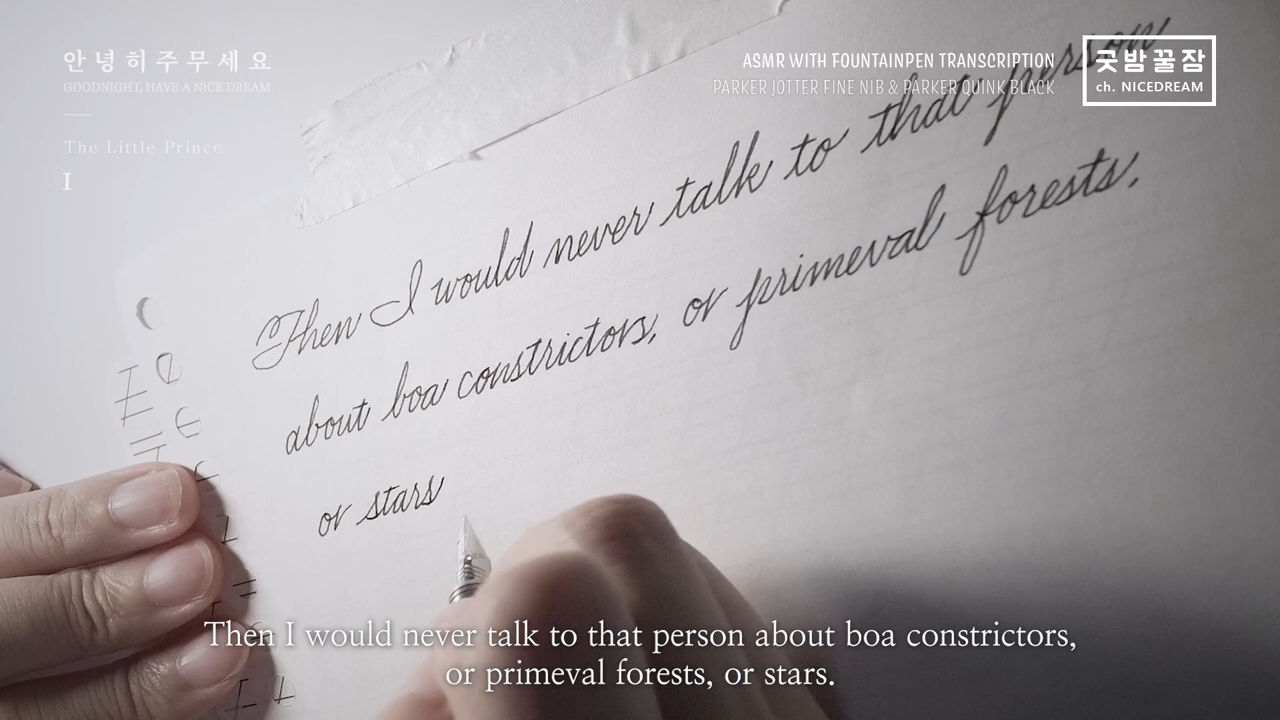 안녕히주무세요
GOODNIGHT, HAVE A NICE DREAM
The Little Prince
I
ASMR WITH FOUNTAINPEN TRANSCRIPTION
PARKER JOTTER FINE NIB & PARKER QUINK BLACK
굿밤꿀잠
ch. NICEDREAM
Then I would never talk to that person
about boa constrictors, or primeval forests,
or stars
Then I would never talk to that person about boa constrictors,
or primeval forests, or stars.